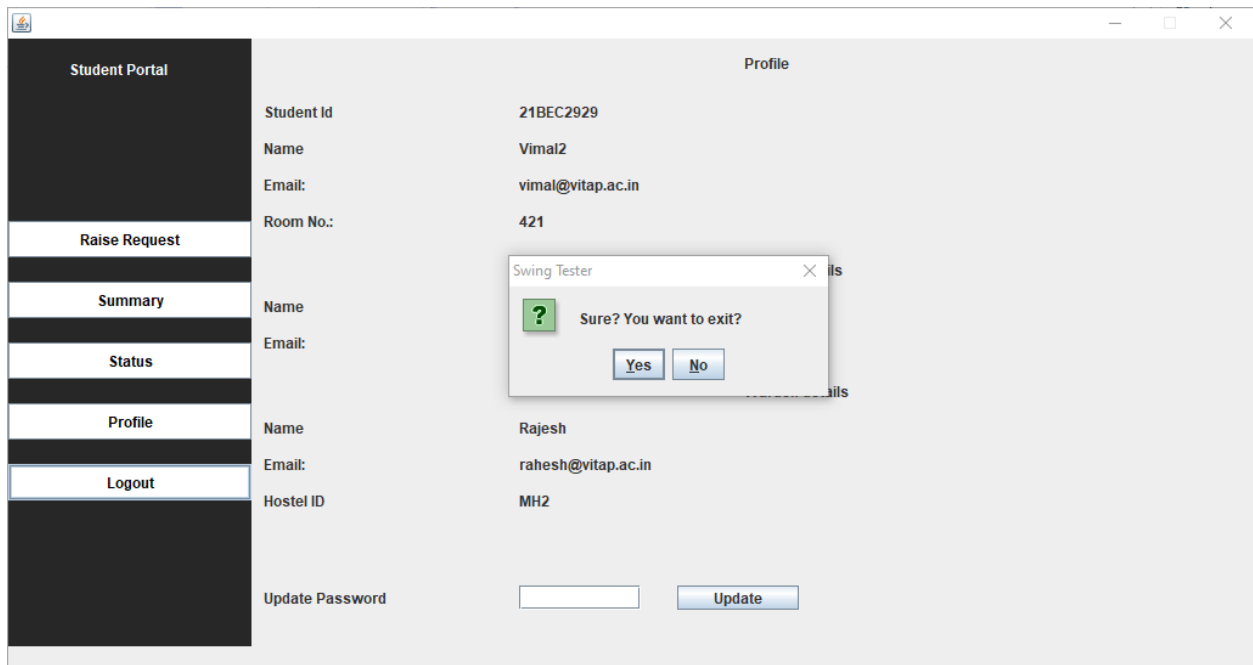 Student Portal
Profile
Student Id 21BEC2929
Name Vimal2
Email: vimal@vitap.ac.in
Room No.: 421
Raise Request
Summary
Status
Profile
Logout
Name
Email:
Swing Tester
Sure? You want to exit?
Yes No
Name Rajesh
Email: rahesh@vitap.ac.in
Hostel ID MH2
Update Password Update